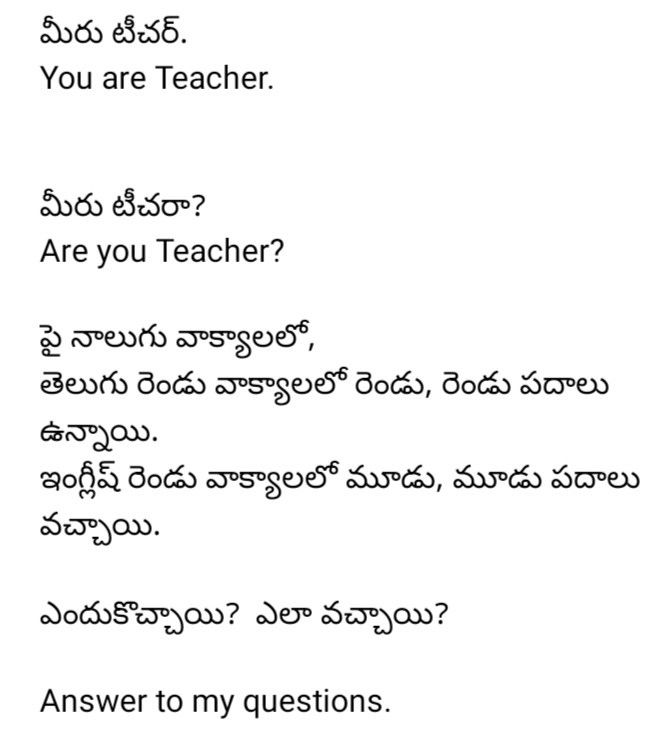 మీరు టీచర్.
You are Teacher.
మీరు టీచరా?
Are you Teacher?
పై నాలుగు వాక్యాలలో,
తెలుగు రెండు వాక్యాలలో రెండు, రెండు పదాలు
ఉన్నాయి.
ఇంగ్లీష్ రెండు వాక్యాలలో మూడు, మూడు పదాలు
వచ్చాయి.
ఎందుకొచ్చాయి? ఎలా వచ్చాయి?
Answer to my questions.